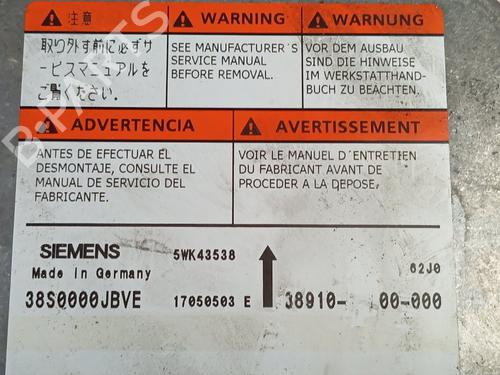 注意
取り外す前に必ずサ
ービスマニュアルを
ご覧ください.
WARNING
SEE MANUFACTURER´S
SERVICE MANUAL
BEFORE REMOVAL.
WARNUNG
VOR DEM AUSBAU
SIND DIE HINWEISE
IM WERKSTATTHAND-
BUCH ZU BEACHTEN.
ADVERTENCIA
ANTES DE EFECTUAR EL
DESMONTAJE, CONSULTE EL
MANUAL DE SERVICIO DEL
FABRICANTE.
AVERTISSEMENT
VOIR LE MANUEL D´ENTRETIEN
DU FABRICANT AVANT DE
PROCEDER A LA DEPOSE.
SIEMENS 5WK43538
Made in Germany 62J0
38S0000JBVE 17050503 E 38910- 00-000
B-PARTS